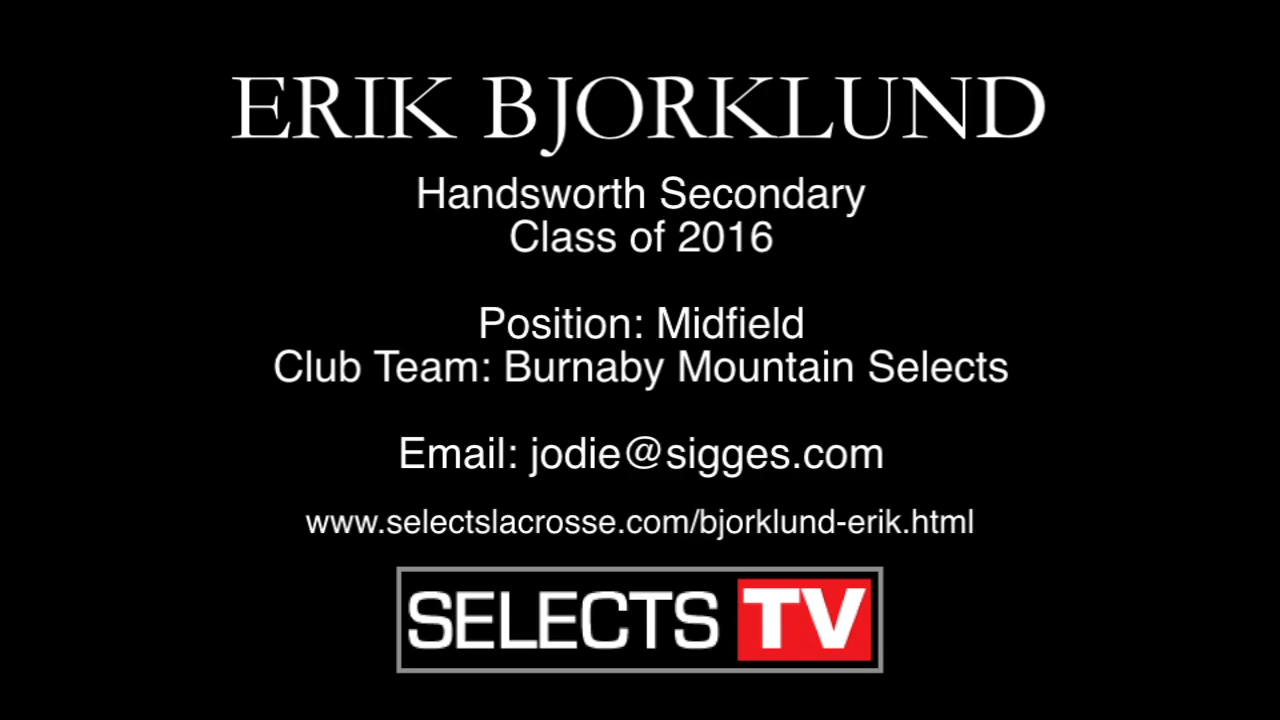 ERIK BJORKLUND
Handsworth Secondary
Class of 2016
Position: Midfield
Club Team: Burnaby Mountain Selects
Email: jodie@sigges.com
www.selectslacrosse.com/bjorklund-erik.html
SELECTS TV